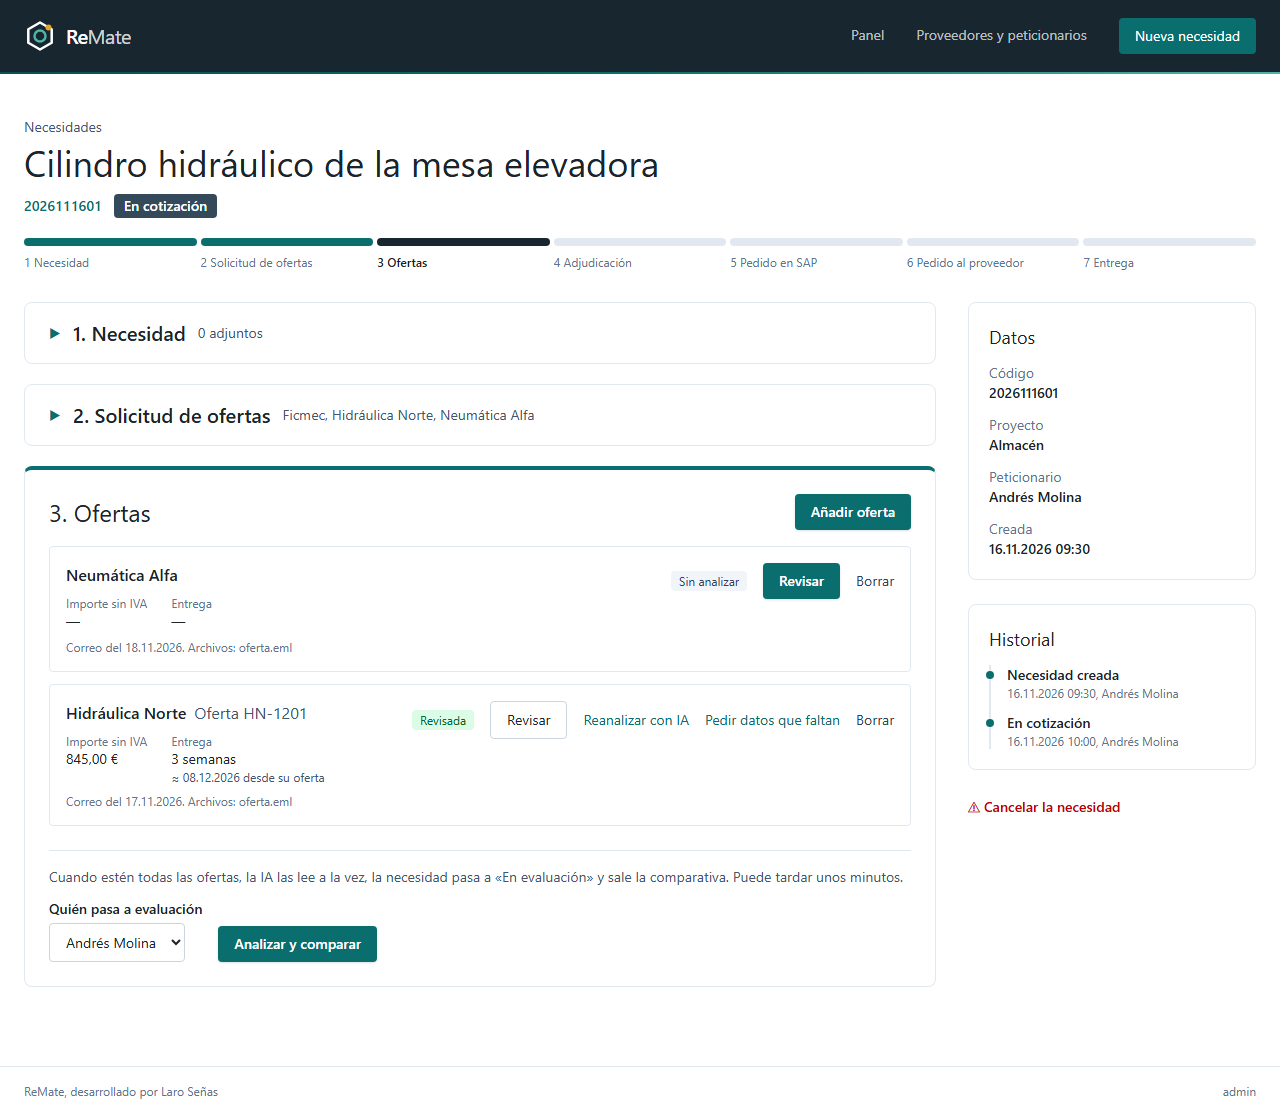 ReMate
Panel
Proveedores y peticionarios
Nueva necesidad
Necesidades
Cilindro hidráulico de la mesa elevadora
2026111601 En cotización
1 Necesidad
2 Solicitud de ofertas
3 Ofertas
4 Adjudicación
5 Pedido en SAP
6 Pedido al proveedor
7 Entrega
1. Necesidad 0 adjuntos
2. Solicitud de ofertas Ficmec, Hidráulica Norte, Neumática Alfa
3. Ofertas
Añadir oferta
Neumática Alfa
Sin analizar
Revisar
Borrar
Importe sin IVA
—
Entrega
—
Correo del 18.11.2026. Archivos: oferta.eml
Hidráulica Norte Oferta HN-1201
Revisada
Revisar
Reanalizar con IA
Pedir datos que faltan
Borrar
Importe sin IVA
845,00 €
Entrega
3 semanas
≈ 08.12.2026 desde su oferta
Correo del 17.11.2026. Archivos: oferta.eml
Cuando estén todas las ofertas, la IA las lee a la vez, la necesidad pasa a «En evaluación» y sale la comparativa. Puede tardar unos minutos.
Quién pasa a evaluación
Andrés Molina
Analizar y comparar
Datos
Código
2026111601
Proyecto
Almacén
Peticionario
Andrés Molina
Creada
16.11.2026 09:30
Historial
Necesidad creada
16.11.2026 09:30, Andrés Molina
En cotización
16.11.2026 10:00, Andrés Molina
⚠ Cancelar la necesidad
ReMate, desarrollado por Laro Señas
admin